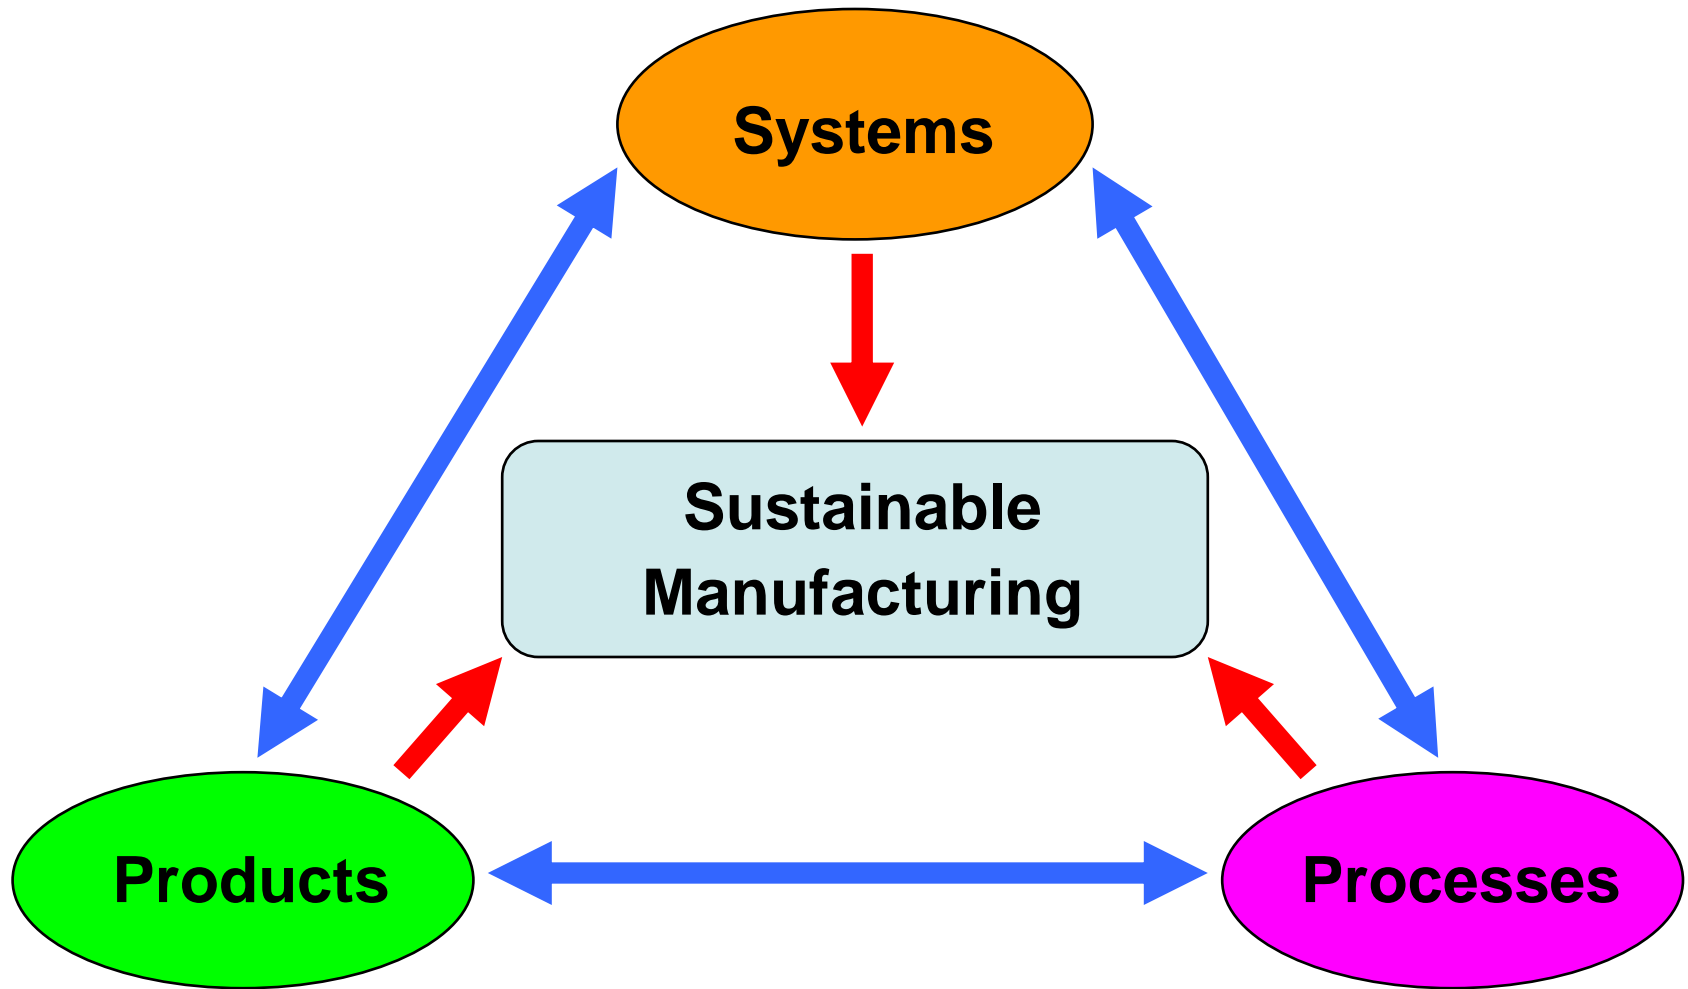 Systems
Sustainable
Manufacturing
Products
Processes